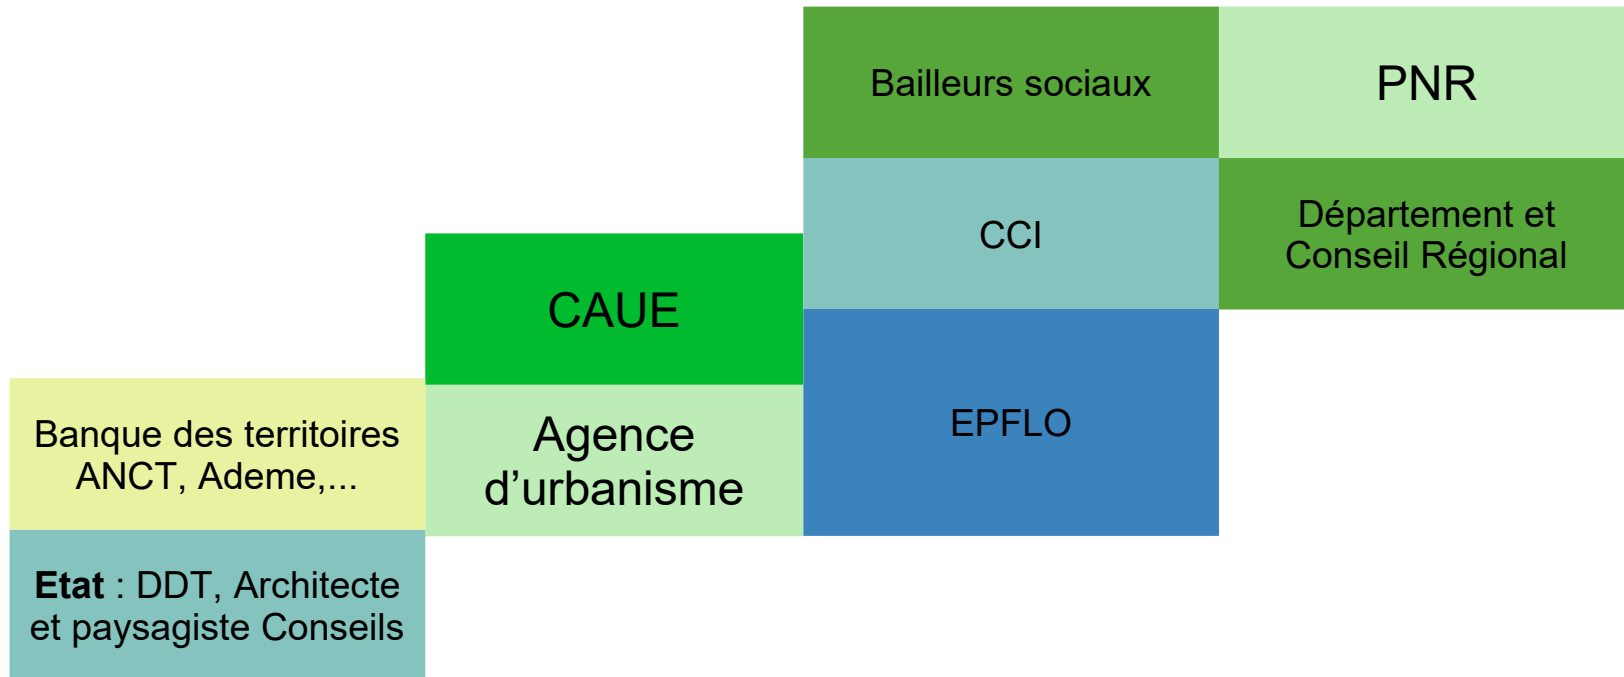 Bailleurs sociaux
PNR
CCI
Département et
Conseil Régional
CAUE
EPFLO
Agence
d’urbanisme
Banque des territoires
ANCT, Ademe,...
Etat : DDT, Architecte
et paysagiste Conseils